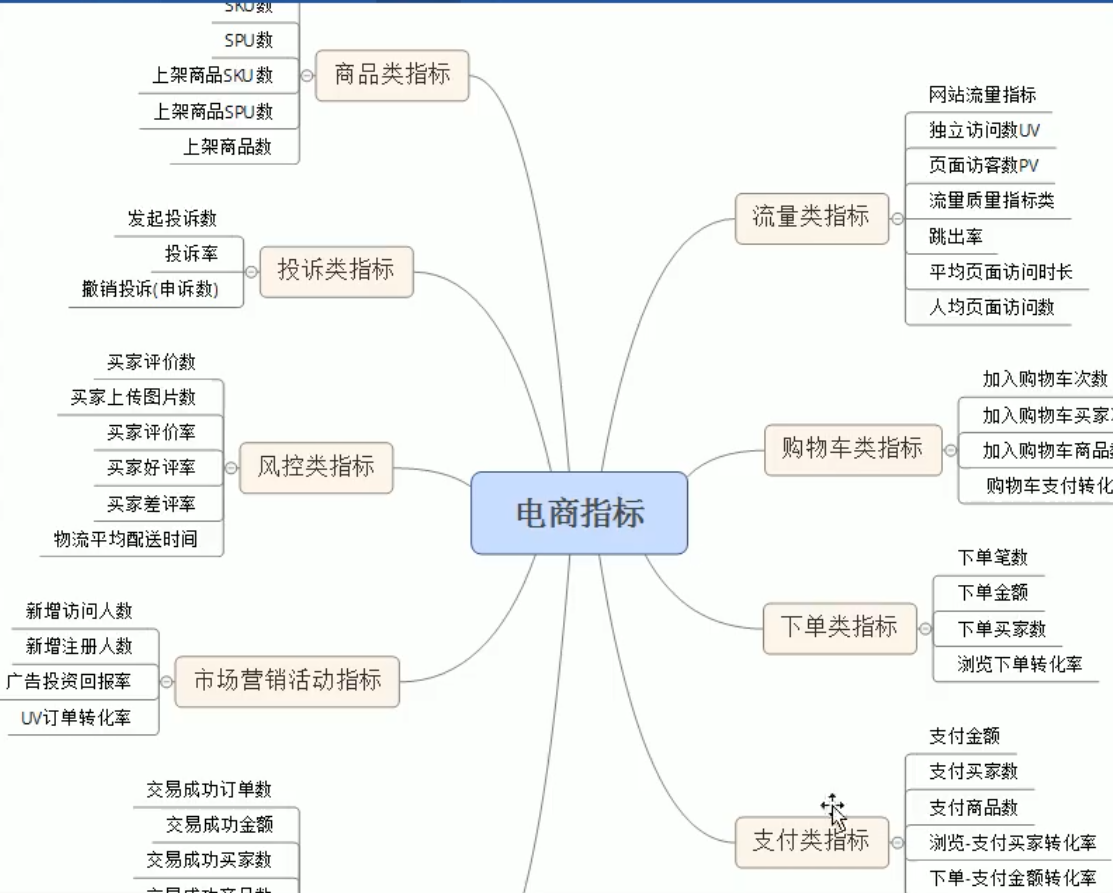 SKU数
SPU数
上架商品SKU数
上架商品SPU数
上架商品数
商品类指标
发起投诉数
投诉率
撤销投诉(申诉数)
投诉类指标
买家评价数
买家上传图片数
买家评价率
买家好评率
买家差评率
物流平均配送时间
风控类指标
新增访问人数
新增注册人数
广告投资回报率
UV订单转化率
市场营销活动指标
交易成功订单数
交易成功金额
交易成功买家数
交易成功商品数
电商指标
流量类指标
网站流量指标
独立访问数UV
页面访客数PV
流量质量指标类
跳出率
平均页面访问时长
人均页面访问数
购物车类指标
加入购物车次数
加入购物车买家
加入购物车商品
购物车支付转化
下单类指标
下单笔数
下单金额
下单买家数
浏览下单转化率
支付类指标
支付金额
支付买家数
支付商品数
浏览-支付买家转化率
下单-支付金额转化率